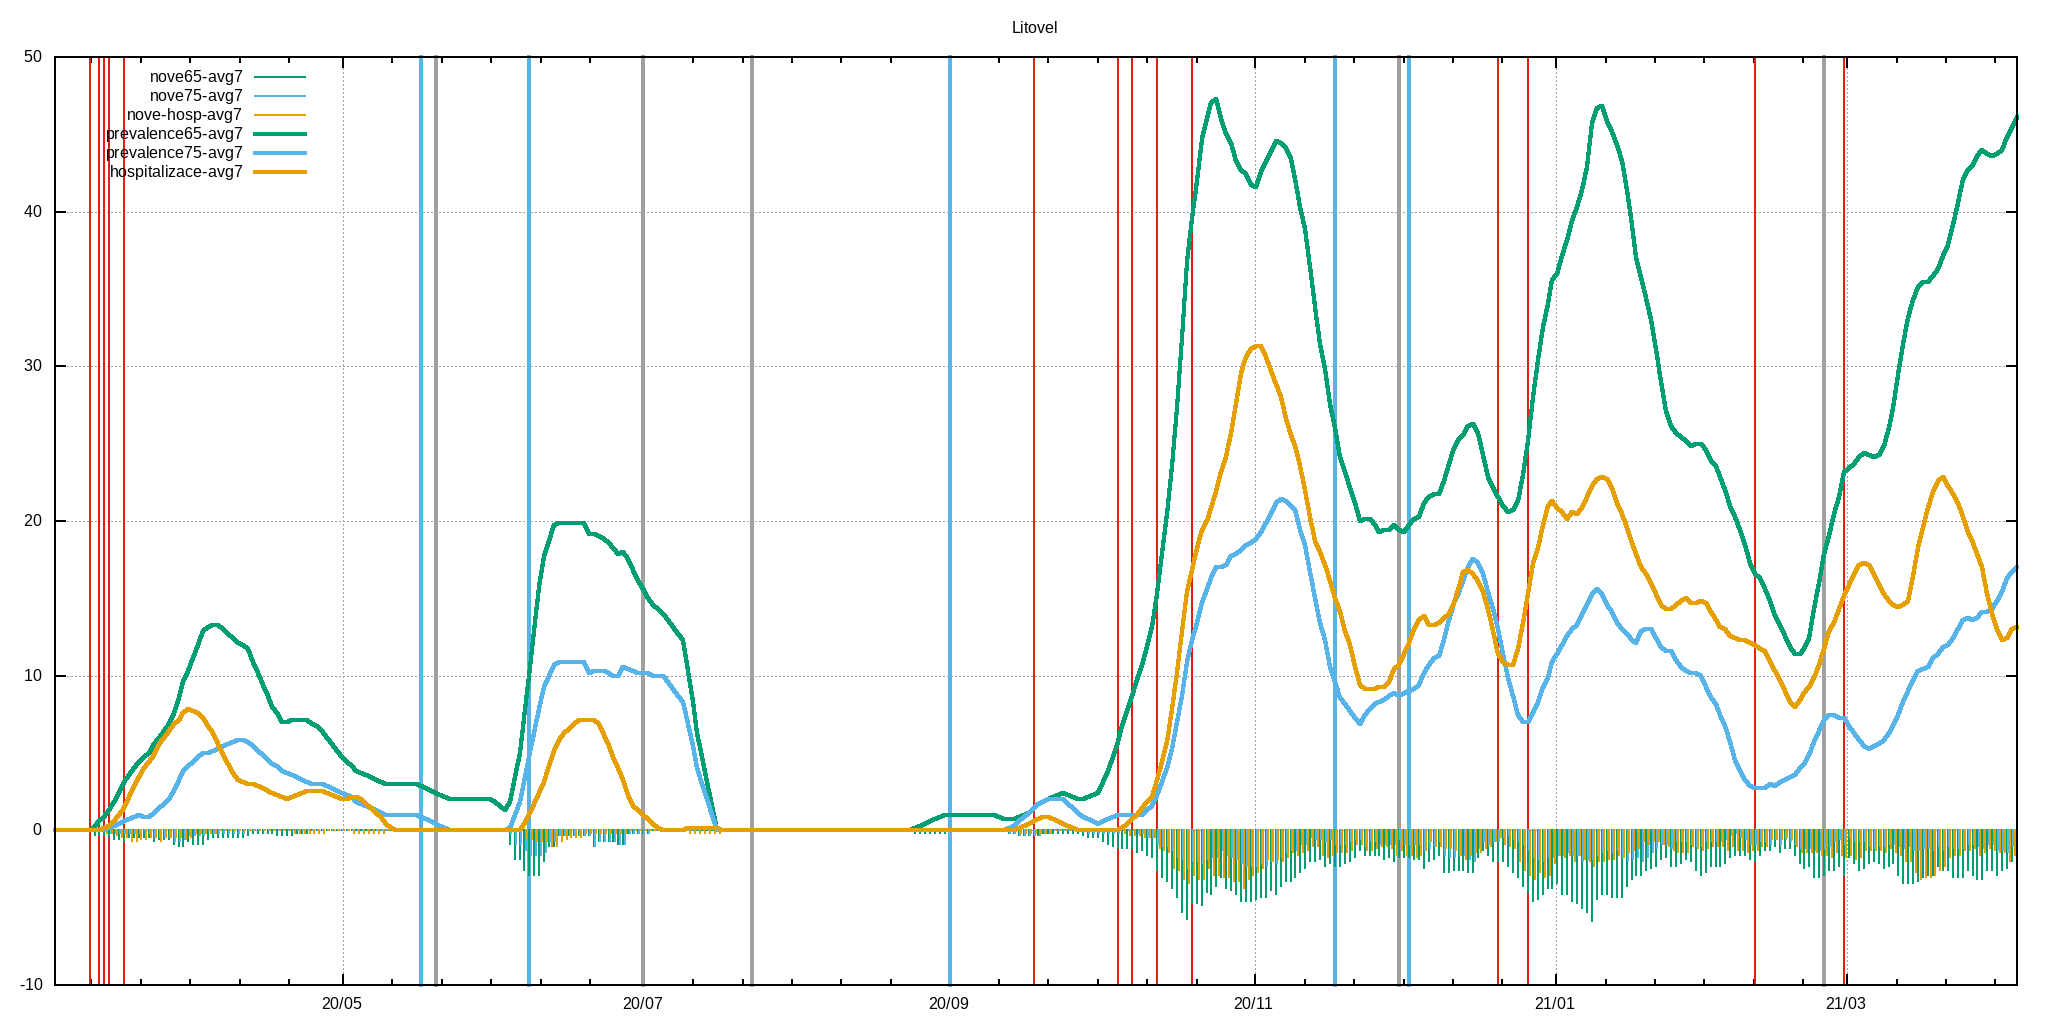 Litovel
50
nove65-avg7
nove75-avg7
nove-hosp-avg7
prevalence65-avg7
prevalence75-avg7
hospitalizace-avg7
40
30
20
10
0
-10
20/05 20/07 20/09 20/11 21/01 21/03